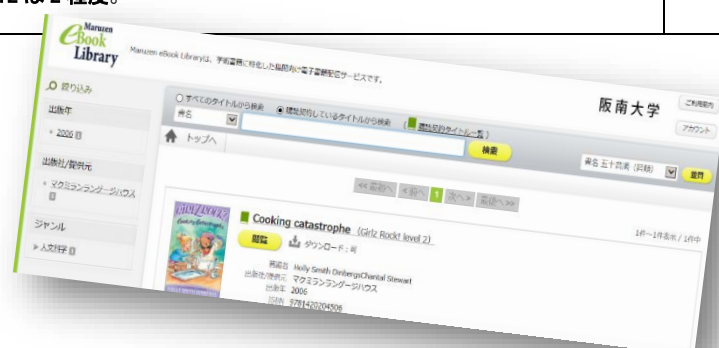 は 2 程度。
Maruzen
eBook
Library
Maruzen eBook Libraryは、学術書籍に特化した機関向け電子書籍配信サービスです。
阪南大学
ご利用案内
アカウント
絞り込み
出版年
2006
出版社/提供元
マクミランランゲージハウス
ジャンル
人文科学
すべてのタイトルから検索 購読契約しているタイトルから検索 ( 購読契約タイトル一覧 )
書名
検索
書名 五十音順 (昇順)
並替
トップへ
<< 最初へ < 前へ 1 次へ > 最後へ >>
1件～1件表示 / 1件中
Cooking catastrophe (Girlz Rock! level 2)
閲覧
ダウンロード：可
著者名 Holly Smith DinbergsChantal Stewart
出版社/提供元 マクミランランゲージハウス
出版年 2006
ISBN 9781420204506